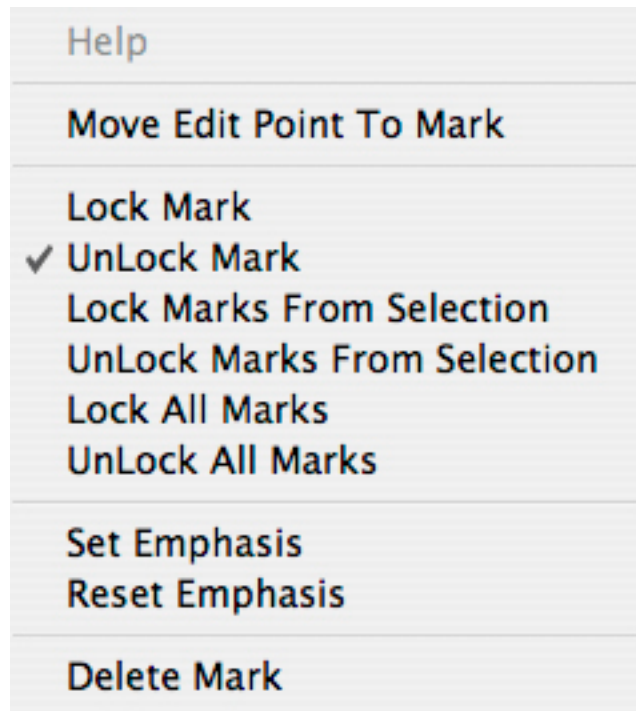 Help
Move Edit Point To Mark
Lock Mark
✓ UnLock Mark
Lock Marks From Selection
UnLock Marks From Selection
Lock All Marks
UnLock All Marks
Set Emphasis
Reset Emphasis
Delete Mark